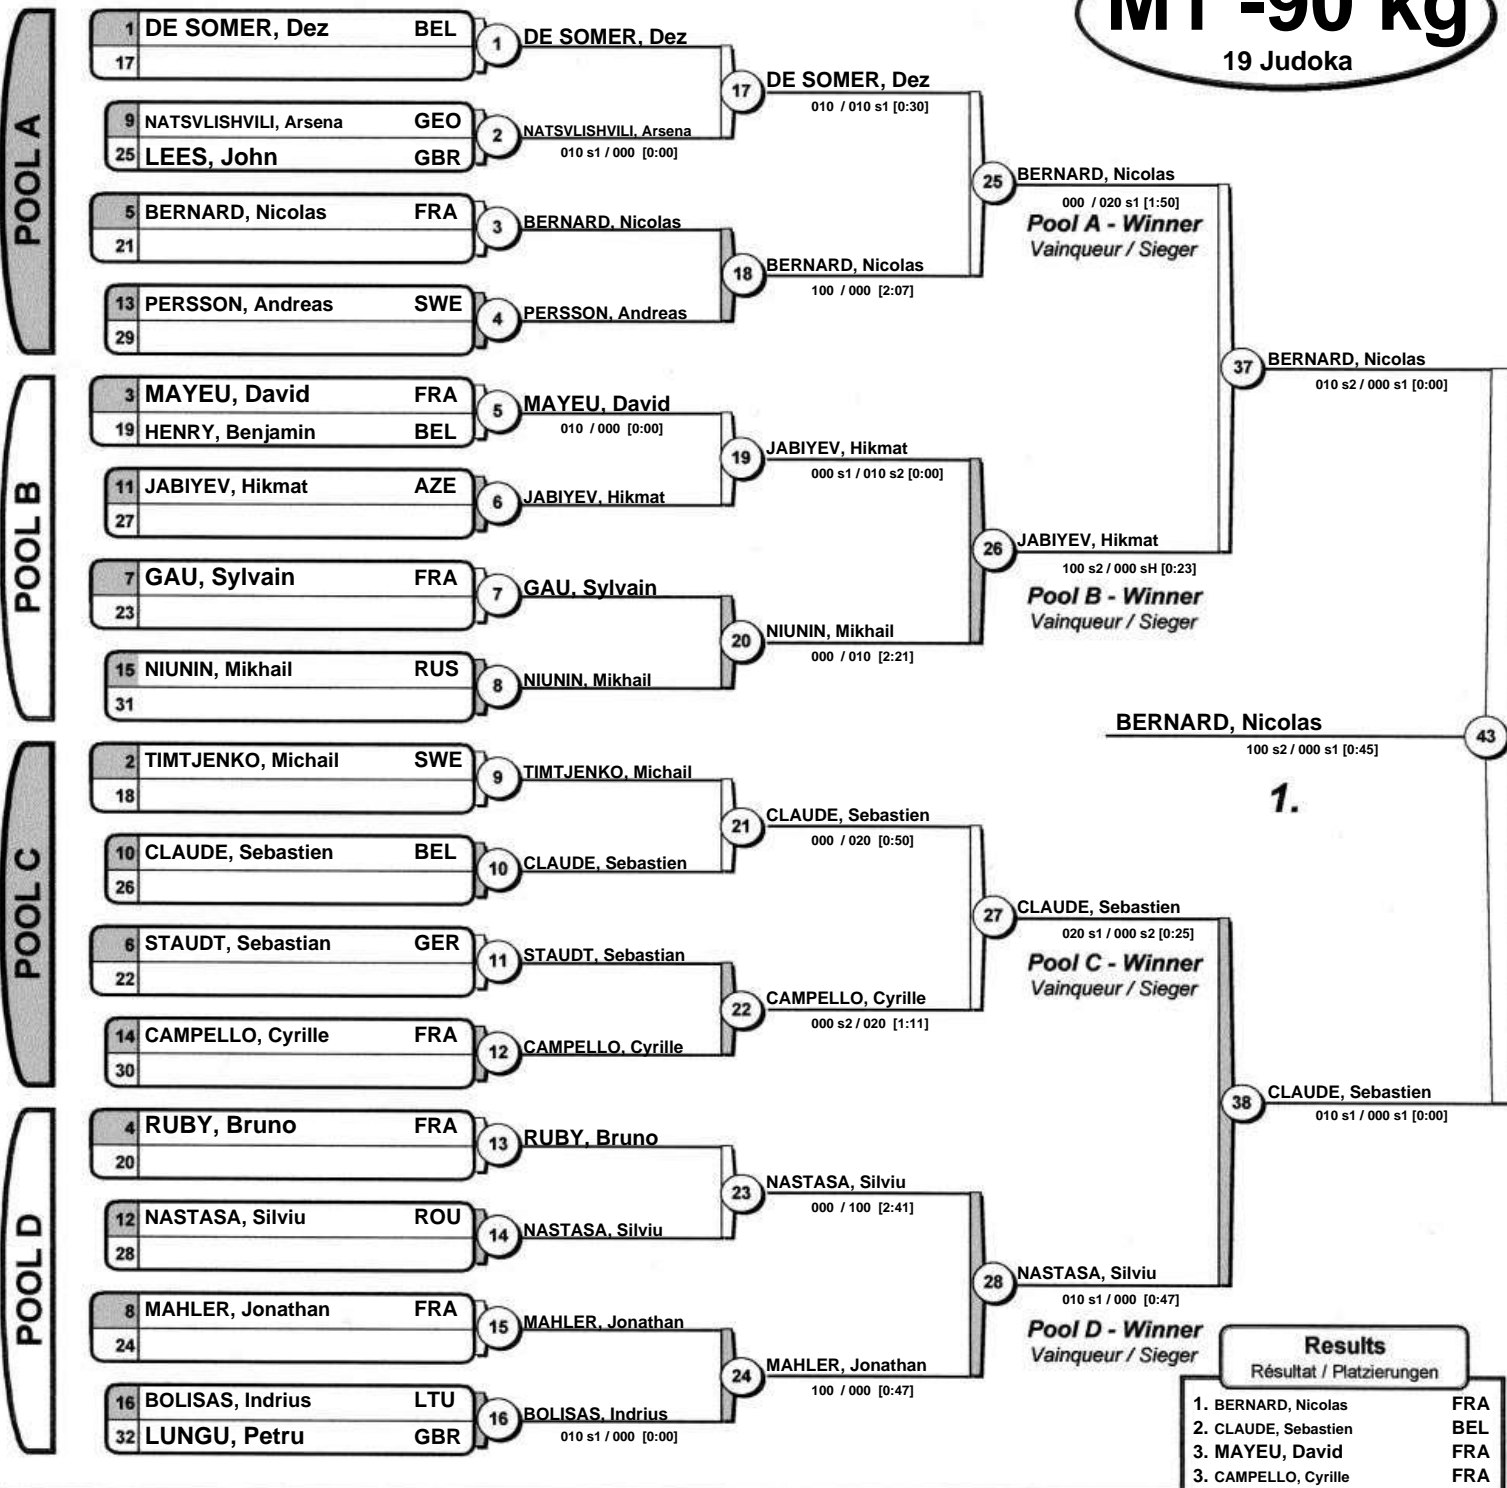 M1 -90 kg
19 Judoka
POOL A
1 DE SOMER, Dez BEL
17
9 NATSVLISHVILI, Arsena GEO
25 LEES, John GBR
5 BERNARD, Nicolas FRA
21
13 PERSSON, Andreas SWE
29
POOL B
3 MAYEU, David FRA
19 HENRY, Benjamin BEL
11 JABIYEV, Hikmat AZE
27
7 GAU, Sylvain FRA
23
15 NIUNIN, Mikhail RUS
31
POOL C
2 TIMTJENKO, Michail SWE
18
10 CLAUDE, Sebastien BEL
26
6 STAUDT, Sebastian GER
22
14 CAMPELLO, Cyrille FRA
30
POOL D
4 RUBY, Bruno FRA
20
12 NASTASA, Silviu ROU
28
8 MAHLER, Jonathan FRA
24
16 BOLISAS, Indrius LTU
32 LUNGU, Petru GBR
1 DE SOMER, Dez
2 NATSVLISHVILI, Arsena
010 s1 / 000 [0:00]
3 BERNARD, Nicolas
4 PERSSON, Andreas
5 MAYEU, David
010 / 000 [0:00]
6 JABIYEV, Hikmat
7 GAU, Sylvain
8 NIUNIN, Mikhail
9 TIMTJENKO, Michail
10 CLAUDE, Sebastien
11 STAUDT, Sebastian
12 CAMPELLO, Cyrille
13 RUBY, Bruno
14 NASTASA, Silviu
15 MAHLER, Jonathan
16 BOLISAS, Indrius
010 s1 / 000 [0:00]
17 DE SOMER, Dez
010 / 010 s1 [0:30]
18 BERNARD, Nicolas
100 / 000 [2:07]
19 JABIYEV, Hikmat
000 s1 / 010 s2 [0:00]
20 NIUNIN, Mikhail
000 / 010 [2:21]
21 CLAUDE, Sebastien
000 / 020 [0:50]
22 CAMPELLO, Cyrille
000 s2 / 020 [1:11]
23 NASTASA, Silviu
000 / 100 [2:41]
24 MAHLER, Jonathan
100 / 000 [0:47]
25 BERNARD, Nicolas
000 / 020 s1 [1:50]
Pool A - Winner
Vainqueur / Sieger
26 JABIYEV, Hikmat
100 s2 / 000 sH [0:23]
Pool B - Winner
Vainqueur / Sieger
27 CLAUDE, Sebastien
020 s1 / 000 s2 [0:25]
Pool C - Winner
Vainqueur / Sieger
28 NASTASA, Silviu
010 s1 / 000 [0:47]
Pool D - Winner
Vainqueur / Sieger
37 BERNARD, Nicolas
010 s2 / 000 s1 [0:00]
38 CLAUDE, Sebastien
010 s1 / 000 s1 [0:00]
BERNARD, Nicolas 43
100 s2 / 000 s1 [0:45]
1.
Results
Résultat / Platzierungen
1. BERNARD, Nicolas FRA
2. CLAUDE, Sebastien BEL
3. MAYEU, David FRA
3. CAMPELLO, Cyrille FRA